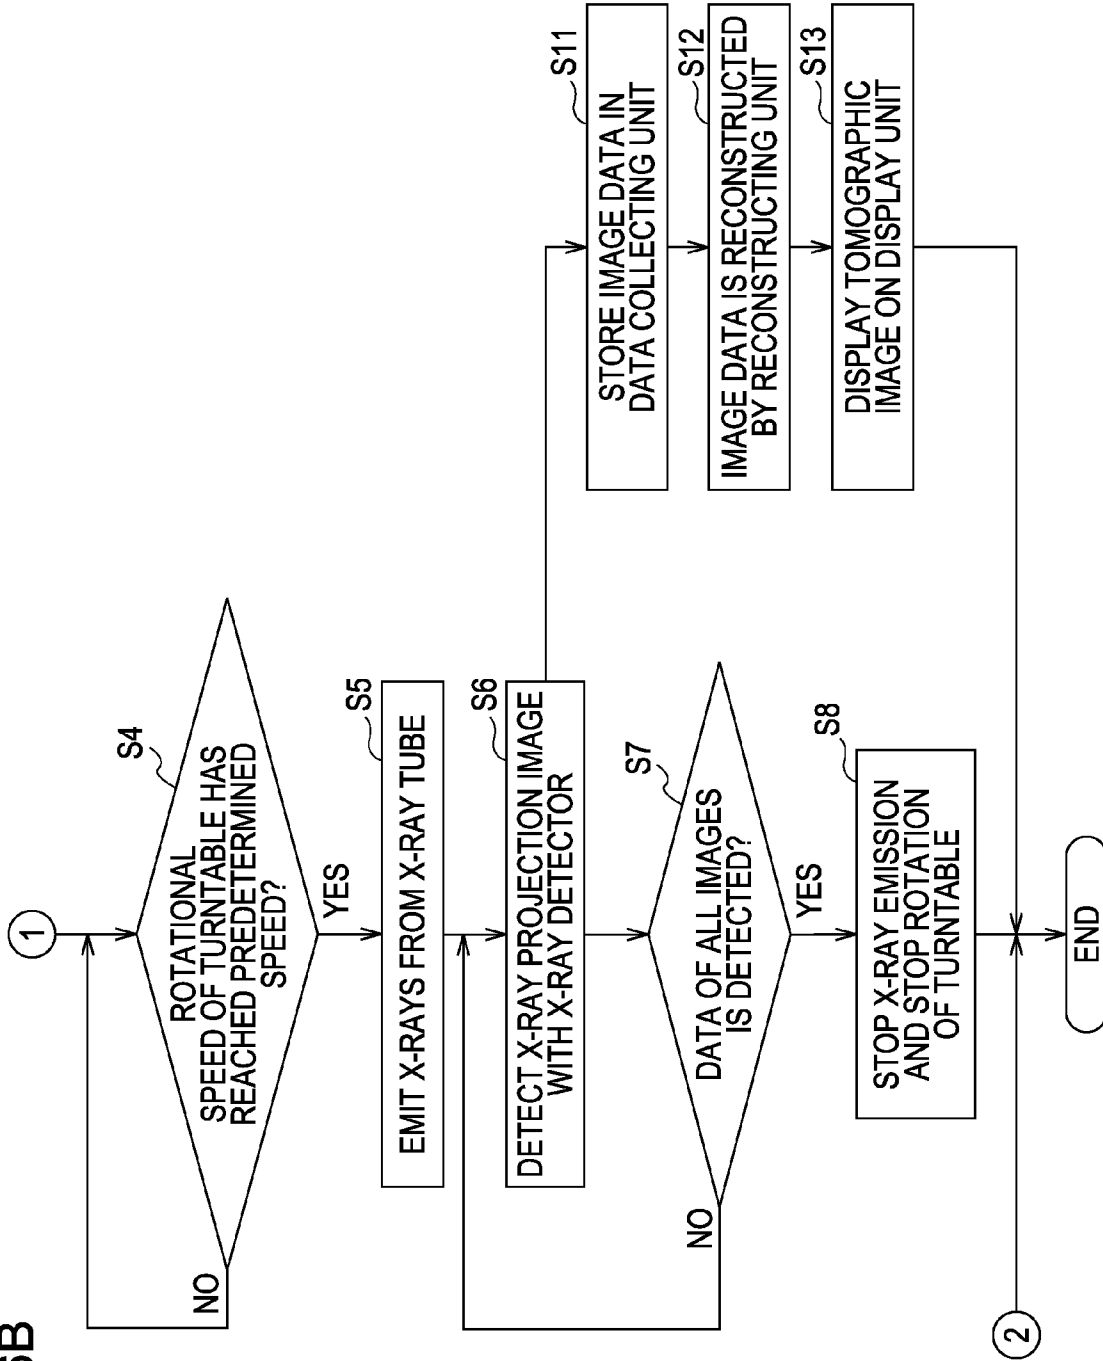 6B
1
S4
ROTATIONAL
SPEED OF TURNTABLE HAS
REACHED PREDETERMINED
SPEED?
NO
YES
S5
EMIT X-RAYS FROM X-RAY TUBE
S6
DETECT X-RAY PROJECTION IMAGE
WITH X-RAY DETECTOR
S7
DATA OF ALL IMAGES
IS DETECTED?
NO
YES
S8
STOP X-RAY EMISSION
AND STOP ROTATION
OF TURNTABLE
S11
STORE IMAGE DATA IN
DATA COLLECTING UNIT
S12
IMAGE DATA IS RECONSTRUCTED
BY RECONSTRUCTING UNIT
S13
DISPLAY TOMOGRAPHIC
IMAGE ON DISPLAY UNIT
2
END